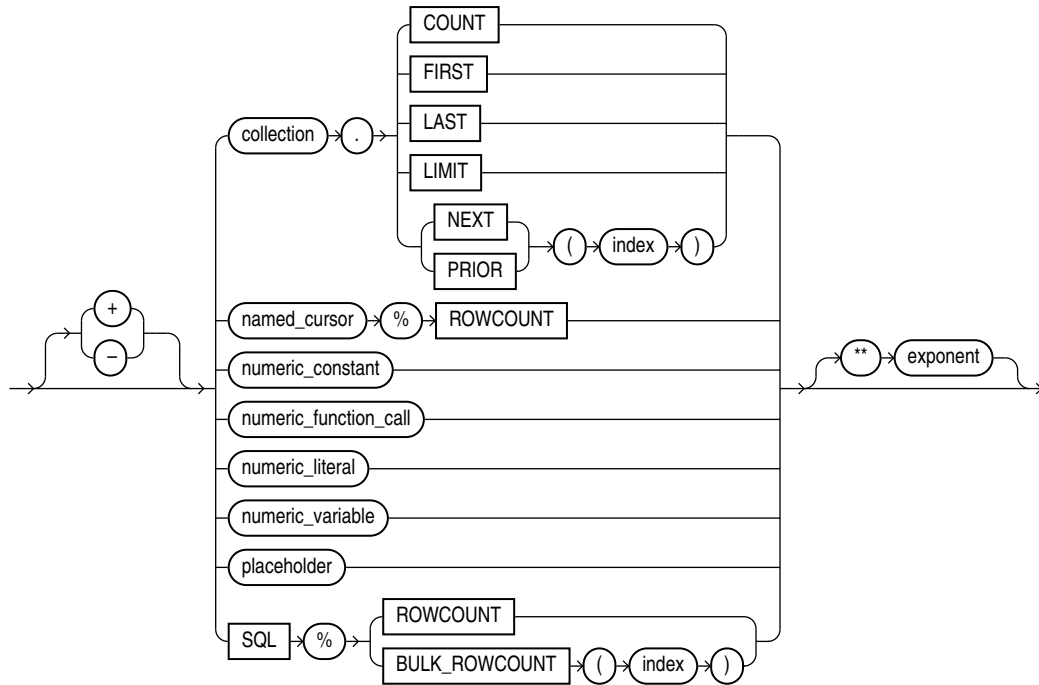 COUNT
FIRST
collection . LAST
LIMIT
NEXT
( index )
PRIOR
+
named_cursor % ROWCOUNT
−
numeric_constant
** exponent
numeric_function_call
numeric_literal
numeric_variable
placeholder
ROWCOUNT
SQL %
BULK_ROWCOUNT ( index )